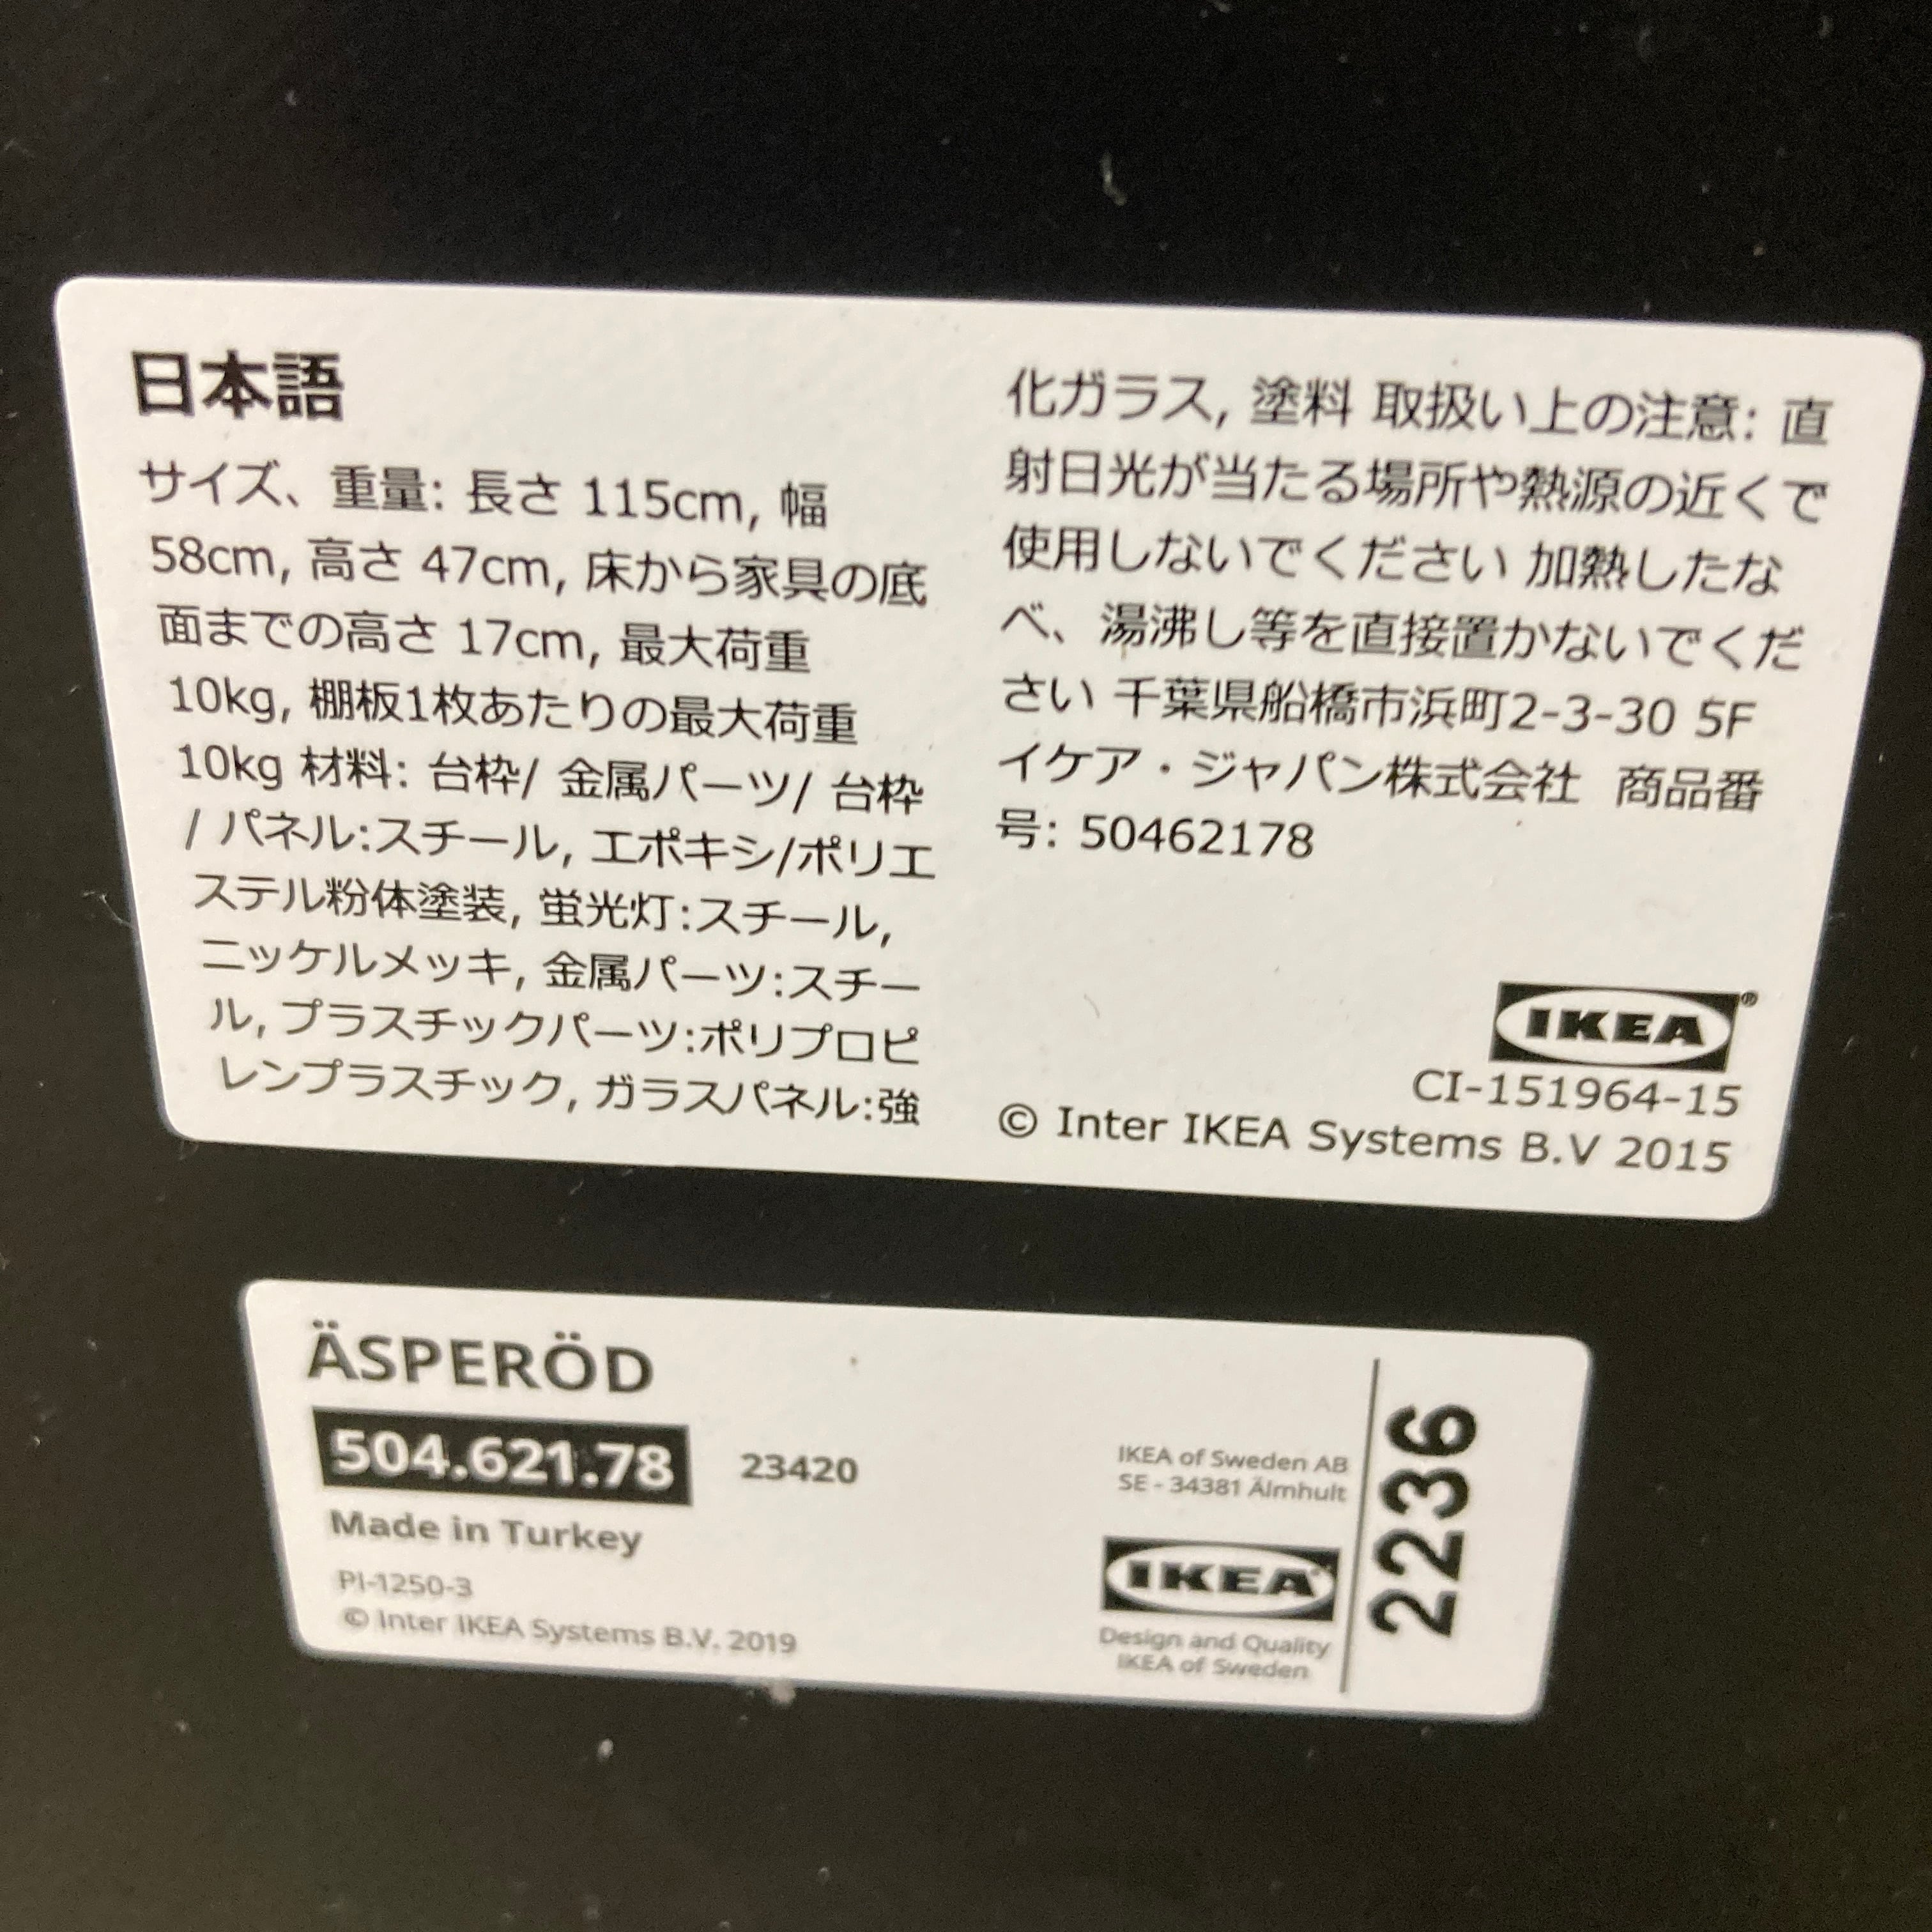 日本語
サイズ、重量: 長さ 115cm, 幅
58cm, 高さ 47cm, 床から家具の底
面までの高さ 17cm, 最大荷重
10kg, 棚板1枚あたりの最大荷重
10kg 材料: 台枠/ 金属パーツ/ 台枠
/ パネル:スチール, エポキシ/ポリエ
ステル粉体塗装, 蛍光灯:スチール,
ニッケルメッキ, 金属パーツ:スチー
ル, プラスチックパーツ:ポリプロピ
レンプラスチック, ガラスパネル:強
化ガラス, 塗料 取扱い上の注意: 直
射日光が当たる場所や熱源の近くで
使用しないでください 加熱したな
べ、湯沸し等を直接置かないでくだ
さい 千葉県船橋市浜町2-3-30 5F
イケア・ジャパン株式会社 商品番
号: 50462178
IKEA®
CI-151964-15
© Inter IKEA Systems B.V 2015
ÄSPERÖD
504.621.78 23420
Made in Turkey
PI-1250-3
© Inter IKEA Systems B.V. 2019
IKEA of Sweden AB
SE - 34381 Älmhult
IKEA
Design and Quality
IKEA of Sweden
2236